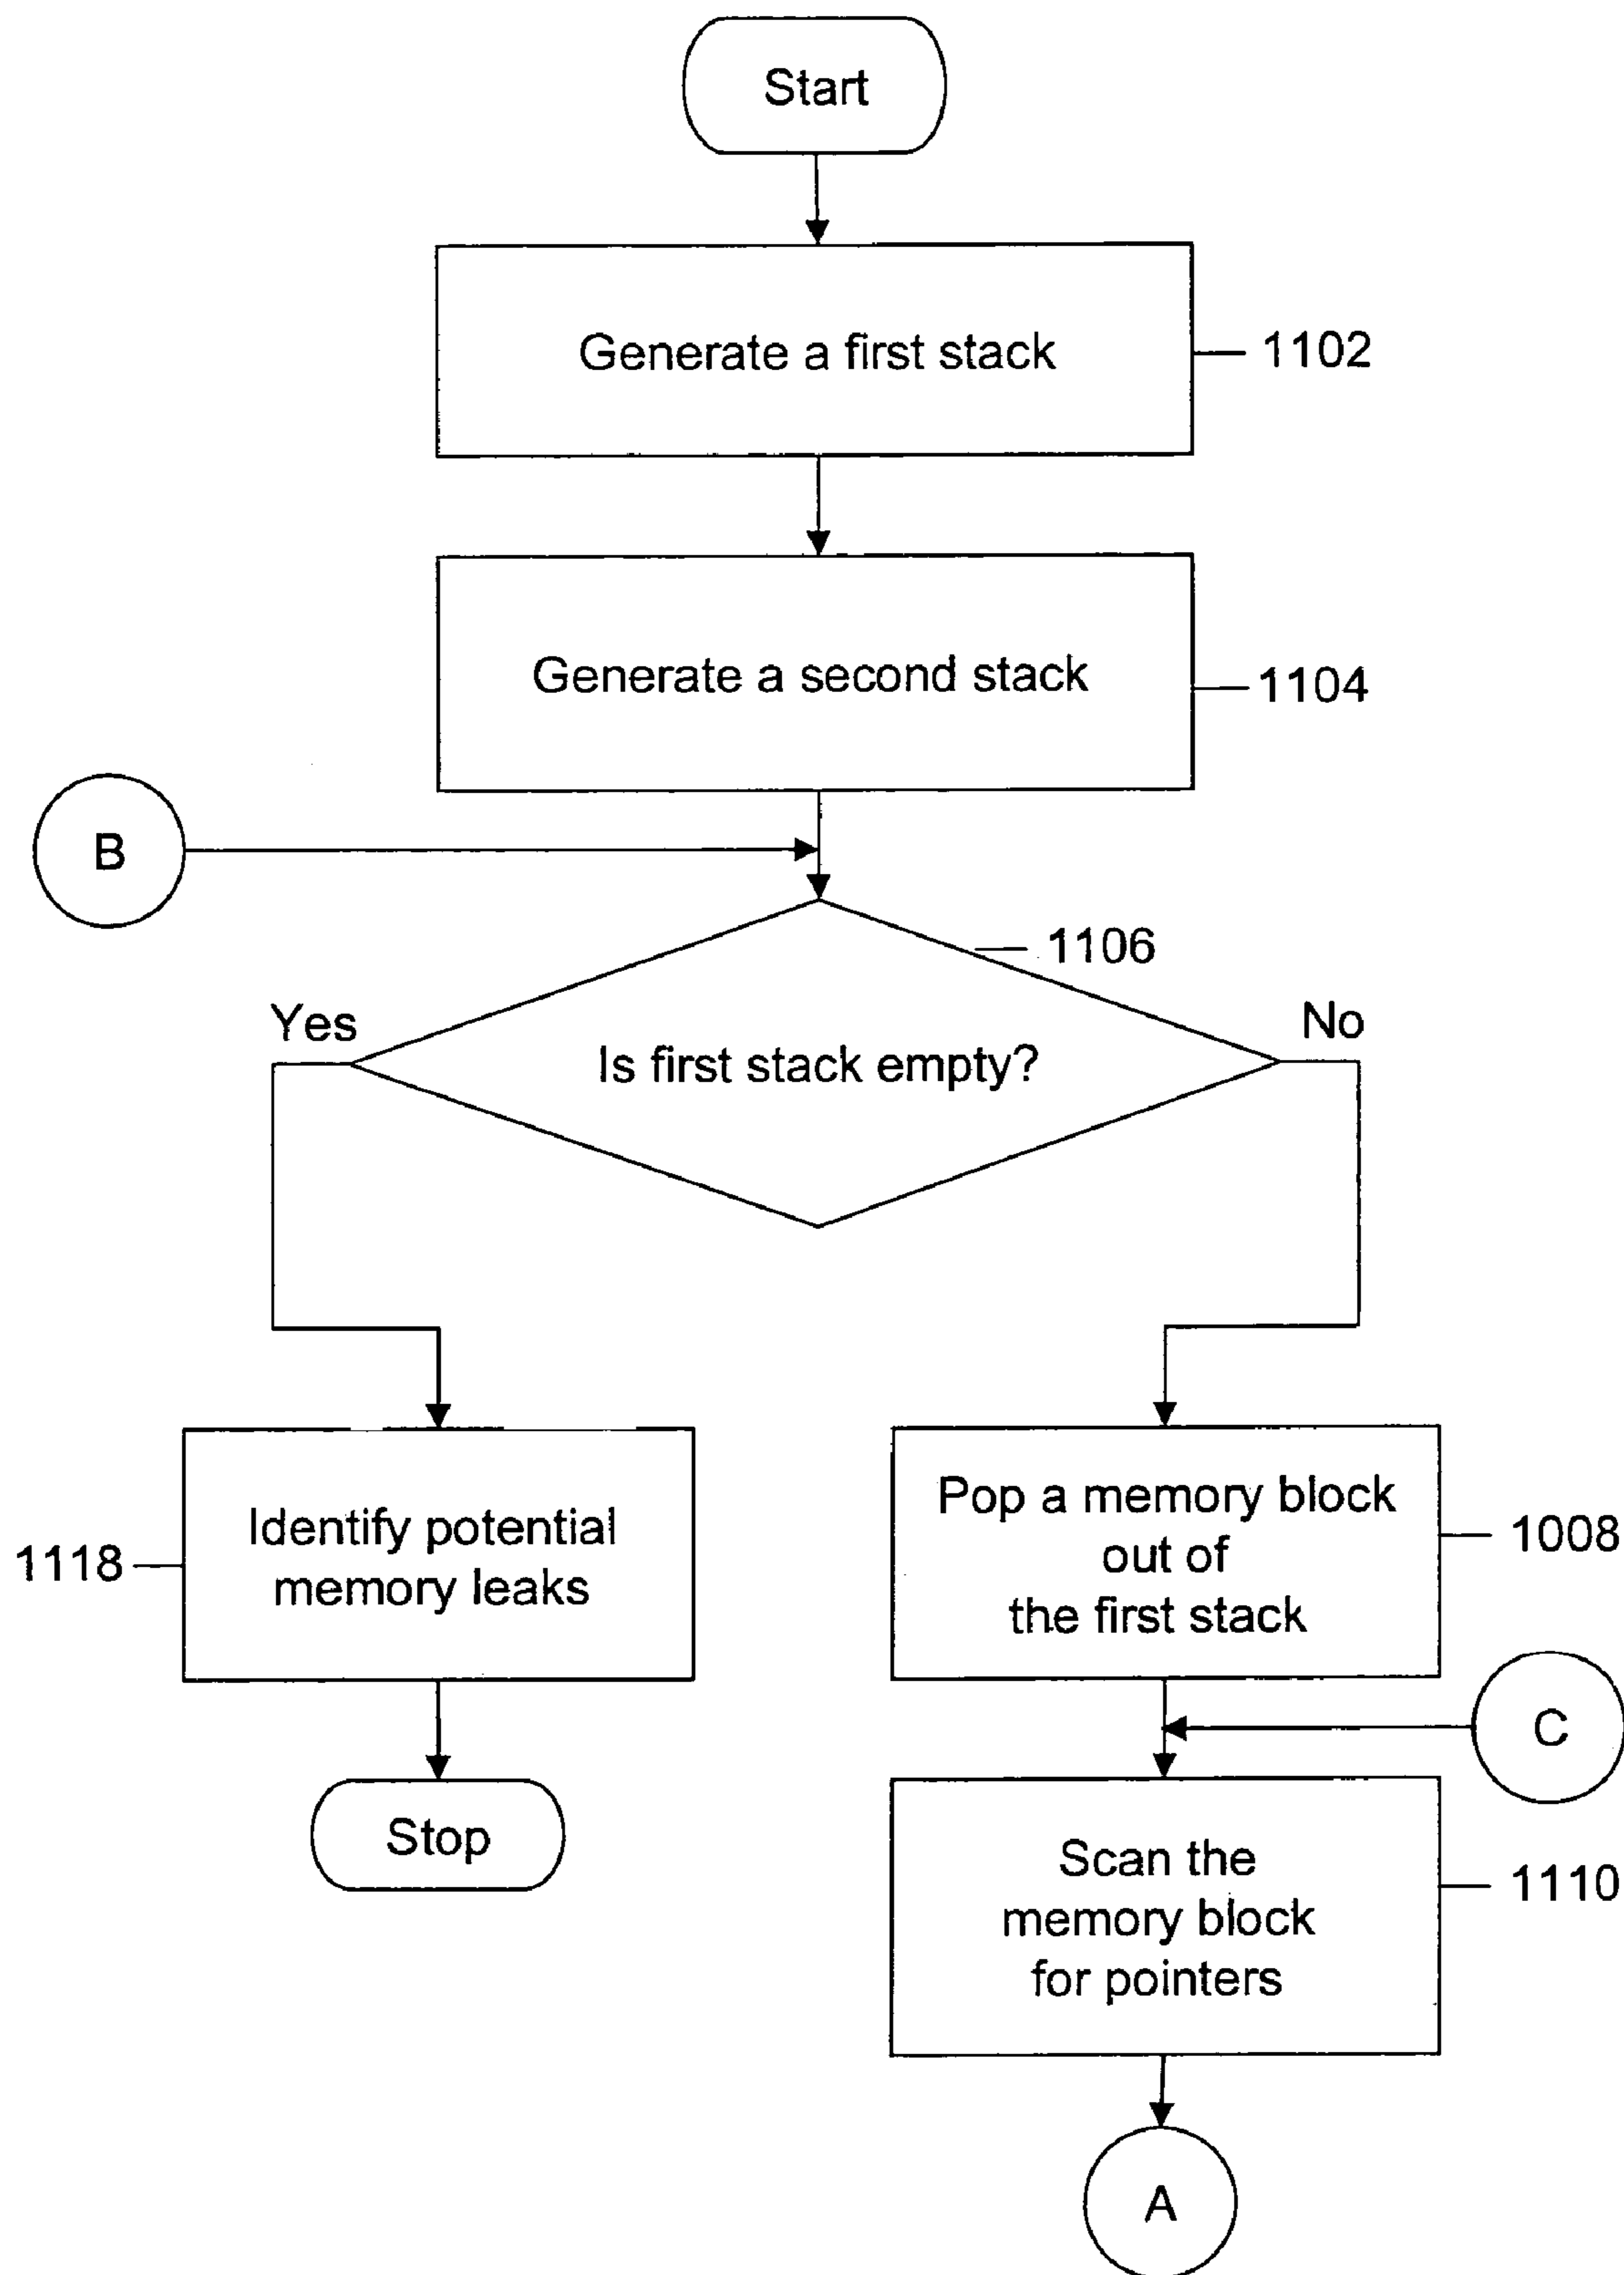 Start
Generate a first stack
1102
Generate a second stack
1104
B
1106
Yes
No
Is first stack empty?
Identify potential
memory leaks
1118
Pop a memory block
out of
the first stack
1008
C
Stop
Scan the
memory block
for pointers
1110
A